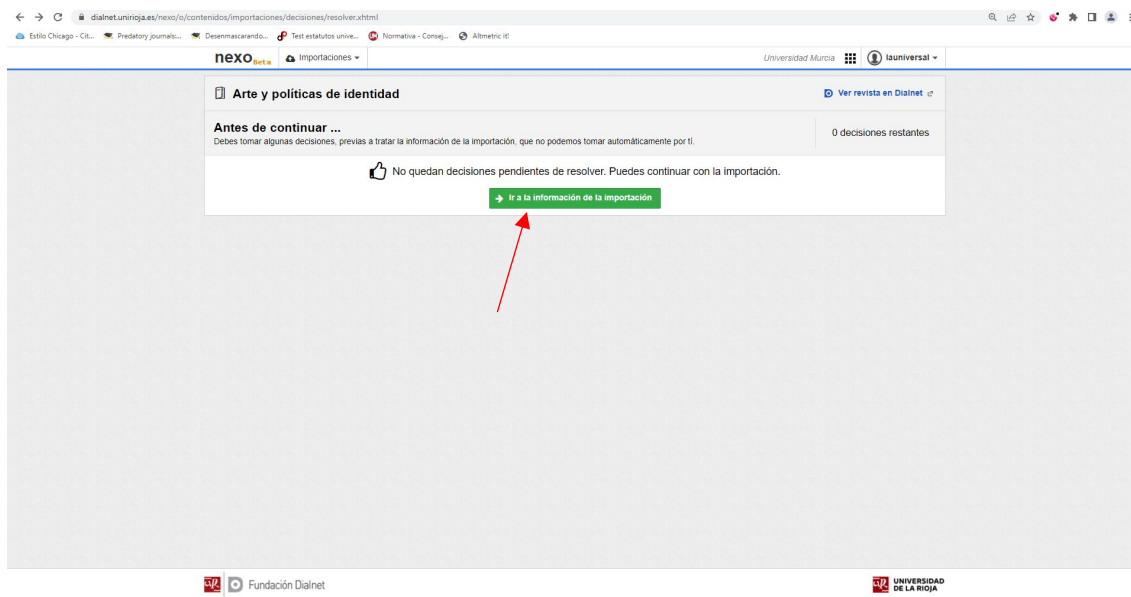 dialnet.unirioja.es/nexo/o/contenidos/importaciones/decisiones/resolver.xhtml
Estilo Chicago - Cit... Predatory journals:... Desenmascarando... Test estatutos unive... Normativa - Consej... Altmetric it!
nexo Beta Importaciones Universidad Murcia launiversal
Arte y políticas de identidad Ver revista en Dialnet
Antes de continuar ...
Debes tomar algunas decisiones, previas a tratar la información de la importación, que no podemos tomar automáticamente por tí.
0 decisiones restantes
No quedan decisiones pendientes de resolver. Puedes continuar con la importación.
Ir a la información de la importación
Fundación Dialnet
UNIVERSIDAD
DE LA RIOJA